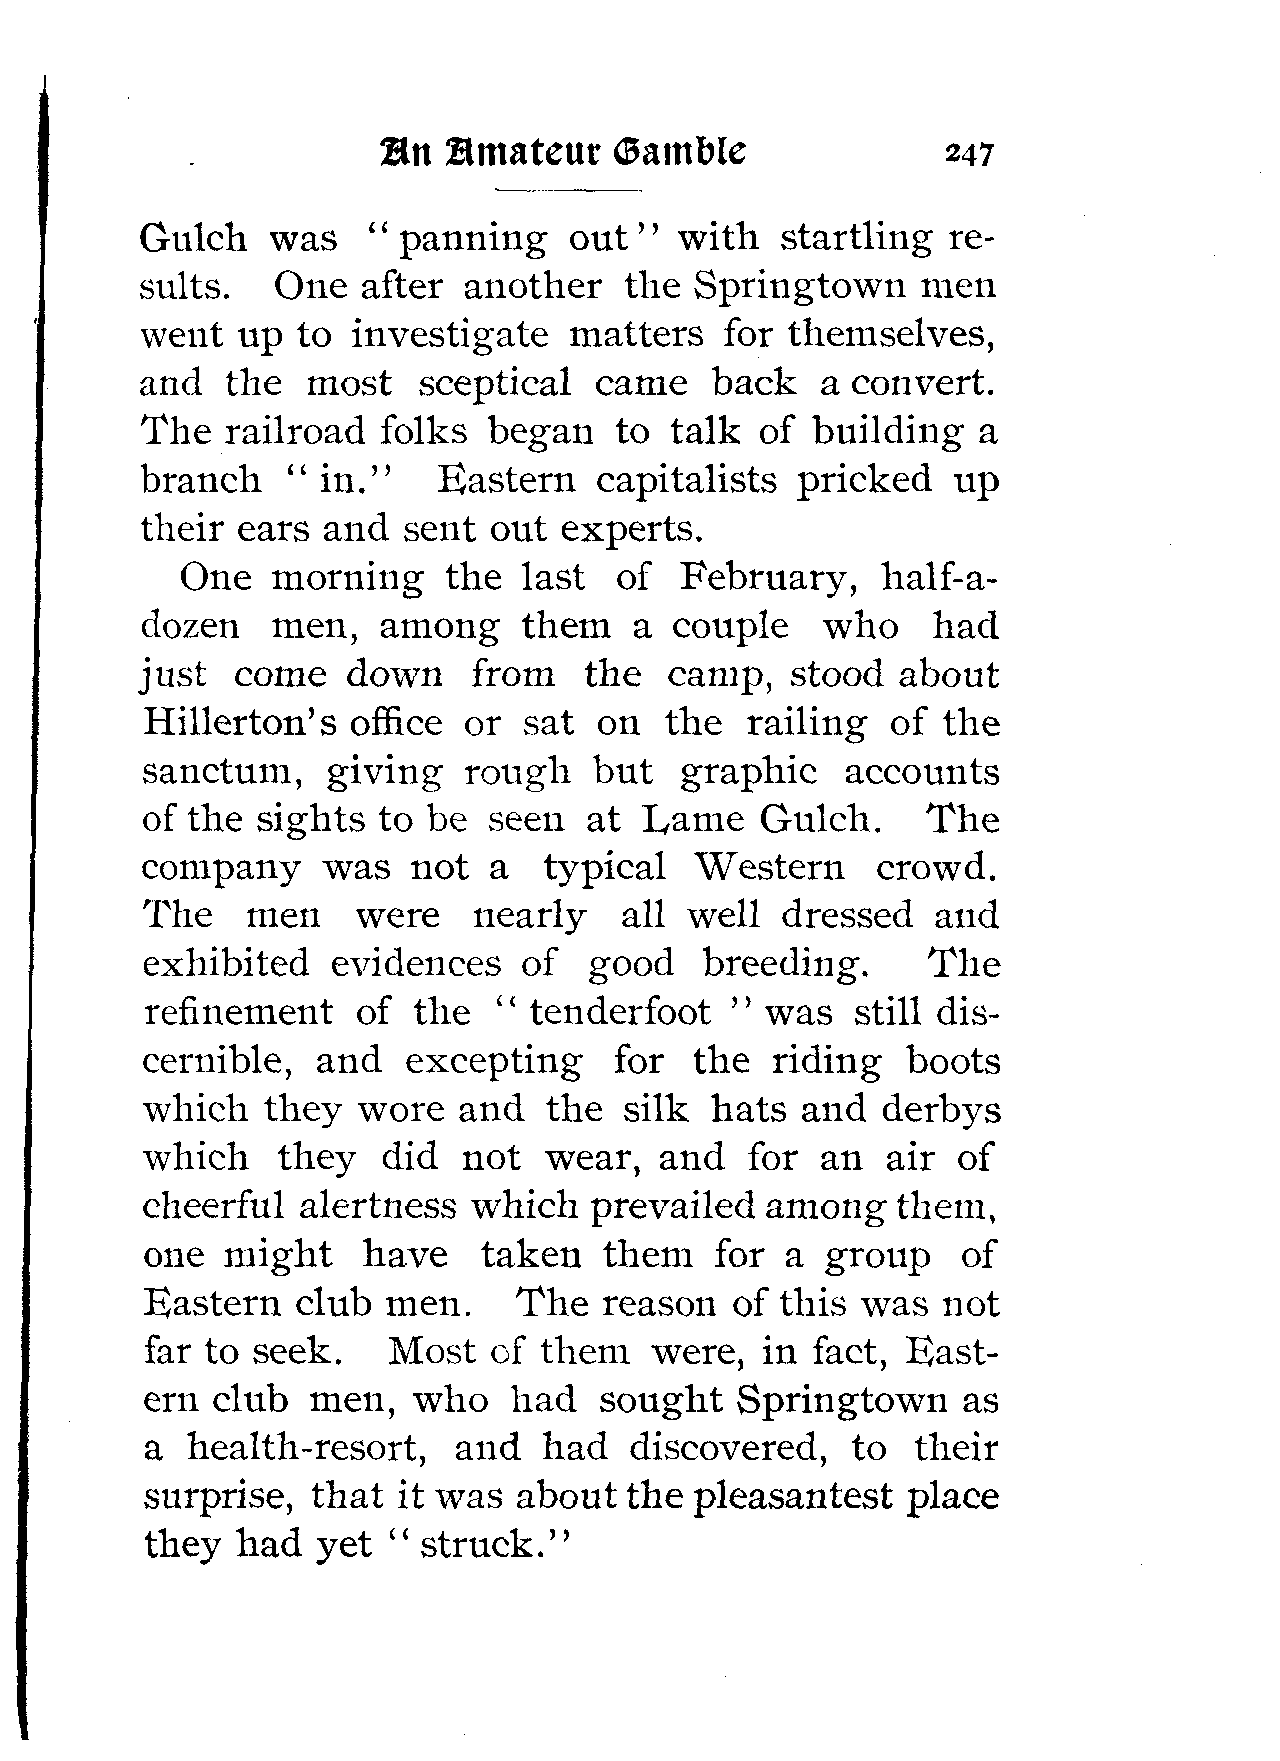 An Amateur Gamble 247
Gulch was "panning out" with startling re-
sults. One after another the Springtown men
went up to investigate matters for themselves,
and the most sceptical came back a convert.
The railroad folks began to talk of building a
branch "in." Eastern capitalists pricked up
their ears and sent out experts.
One morning the last of February, half-a-
dozen men, among them a couple who had
just come down from the camp, stood about
Hillerton's office or sat on the railing of the
sanctum, giving rough but graphic accounts
of the sights to be seen at Lame Gulch. The
company was not a typical Western crowd.
The men were nearly all well dressed and
exhibited evidences of good breeding. The
refinement of the "tenderfoot" was still dis-
cernible, and excepting for the riding boots
which they wore and the silk hats and derbys
which they did not wear, and for an air of
cheerful alertness which prevailed among them,
one might have taken them for a group of
Eastern club men. The reason of this was not
far to seek. Most of them were, in fact, East-
ern club men, who had sought Springtown as
a health-resort, and had discovered, to their
surprise, that it was about the pleasantest place
they had yet "struck."